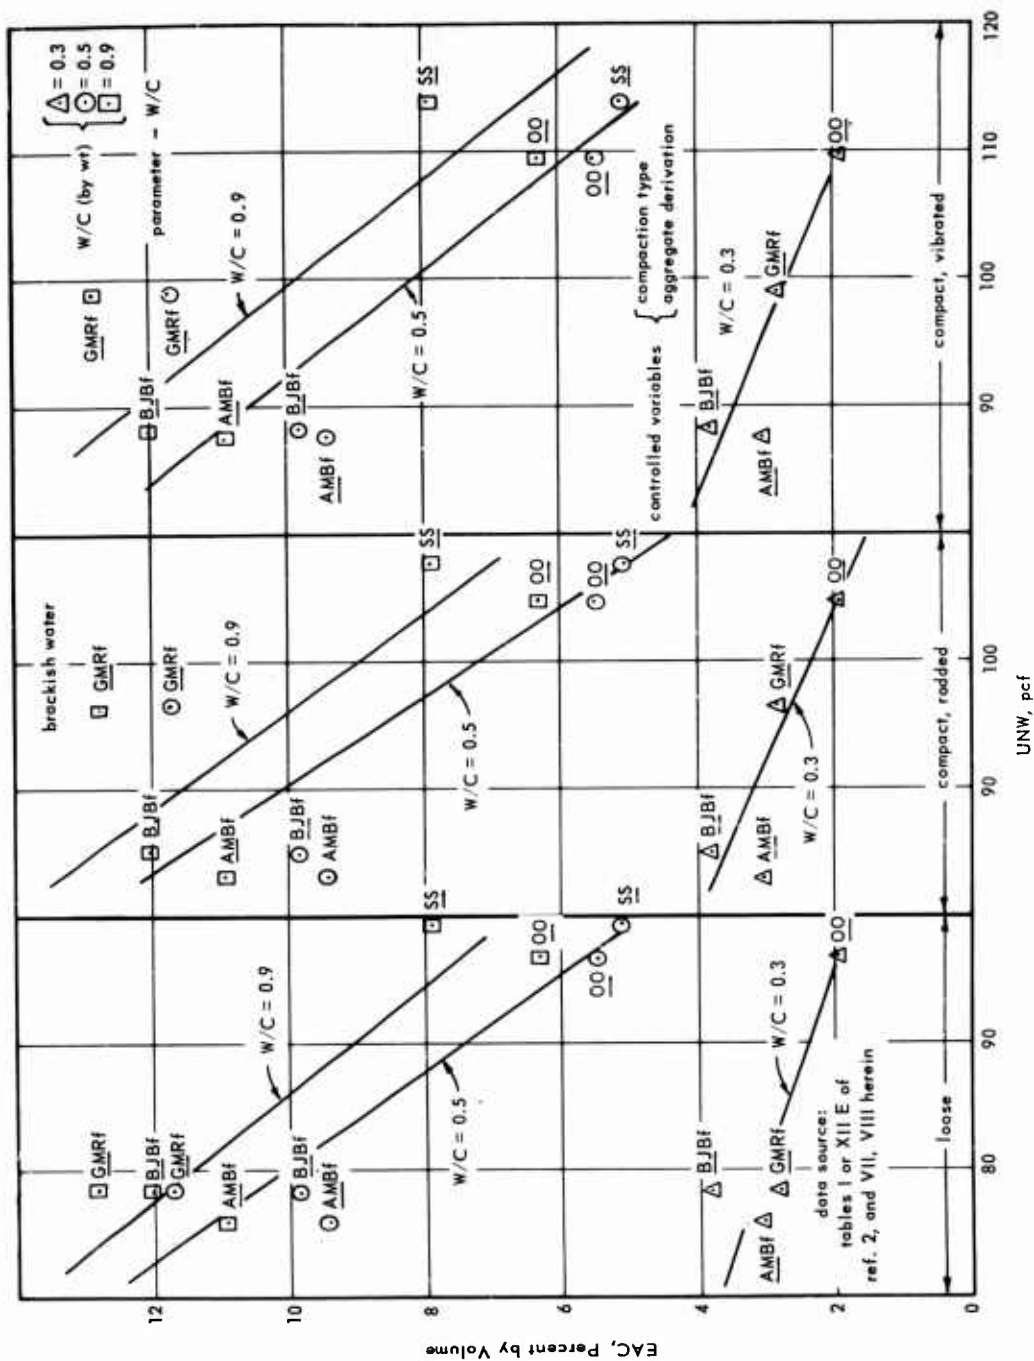 EAC, Percent by Volume
12
10
8
6
4
2
0
UNW, pcf
80
90
90
100
90
100
110
120
loose
compact, rodded
compact, vibrated
GMRf
BJBf
GMRf
AMBf
BJBf
AMBf
W/C = 0.9
W/C = 0.5
SS
OO
OO
SS
BJBf
GMRf
AMBf
W/C = 0.3
OO
data source:
tables I or XII E of
ref. 2, and VII, VIII herein
brackish water
GMRf
GMRf
W/C = 0.9
BJBf
AMBf
BJBf
AMBf
W/C = 0.5
SS
OO
OO
SS
BJBf
AMBf
GMRf
W/C = 0.3
OO
W/C (by wt)
= 0.3
= 0.5
= 0.9
parameter – W/C
GMRf
GMRf
W/C = 0.9
BJBf
AMBf
BJBf
AMBf
W/C = 0.5
SS
OO
OO
SS
controlled variables
compaction type
aggregate derivation
W/C = 0.3
BJBf
AMBf
GMRf
OO